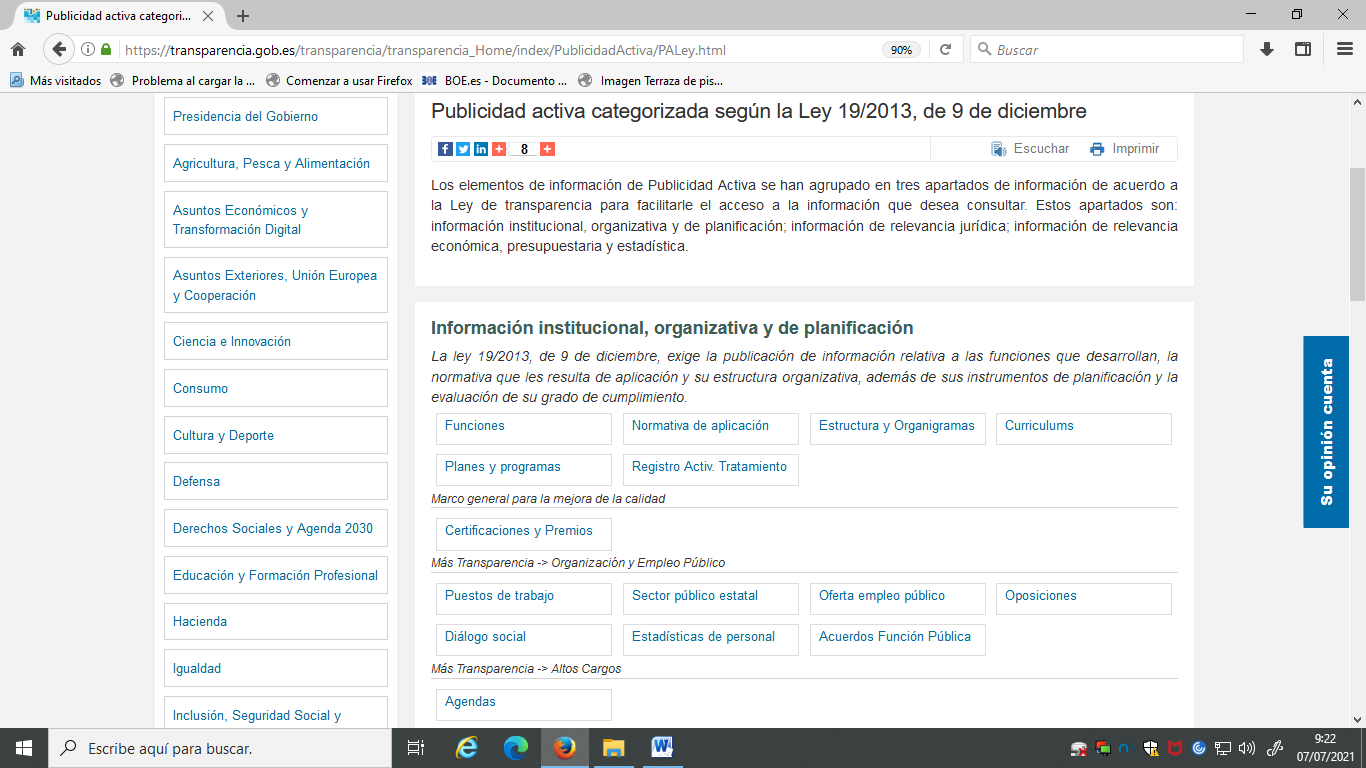 Publicidad activa categori...
https://transparencia.gob.es/transparencia/transparencia_Home/index/PublicidadActiva/PALey.html
90%
Buscar
Más visitados
Problema al cargar la ...
Comenzar a usar Firefox
BOE.es - Documento ...
Imagen Terraza de pis...
Presidencia del Gobierno
Agricultura, Pesca y Alimentación
Asuntos Económicos y
Transformación Digital
Asuntos Exteriores, Unión Europea
y Cooperación
Ciencia e Innovación
Consumo
Cultura y Deporte
Defensa
Derechos Sociales y Agenda 2030
Educación y Formación Profesional
Hacienda
Igualdad
Inclusión, Seguridad Social y
Publicidad activa categorizada según la Ley 19/2013, de 9 de diciembre
8
Escuchar
Imprimir
Los elementos de información de Publicidad Activa se han agrupado en tres apartados de información de acuerdo a
la Ley de transparencia para facilitarle el acceso a la información que desea consultar. Estos apartados son:
información institucional, organizativa y de planificación; información de relevancia jurídica; información de relevancia
económica, presupuestaria y estadística.
Información institucional, organizativa y de planificación
La ley 19/2013, de 9 de diciembre, exige la publicación de información relativa a las funciones que desarrollan, la
normativa que les resulta de aplicación y su estructura organizativa, además de sus instrumentos de planificación y la
evaluación de su grado de cumplimiento.
Funciones
Normativa de aplicación
Estructura y Organigramas
Curriculums
Planes y programas
Registro Activ. Tratamiento
Marco general para la mejora de la calidad
Certificaciones y Premios
Más Transparencia -> Organización y Empleo Público
Puestos de trabajo
Sector público estatal
Oferta empleo público
Oposiciones
Diálogo social
Estadísticas de personal
Acuerdos Función Pública
Más Transparencia -> Altos Cargos
Agendas
Su opinión cuenta
Escribe aquí para buscar.
9:22
07/07/2021